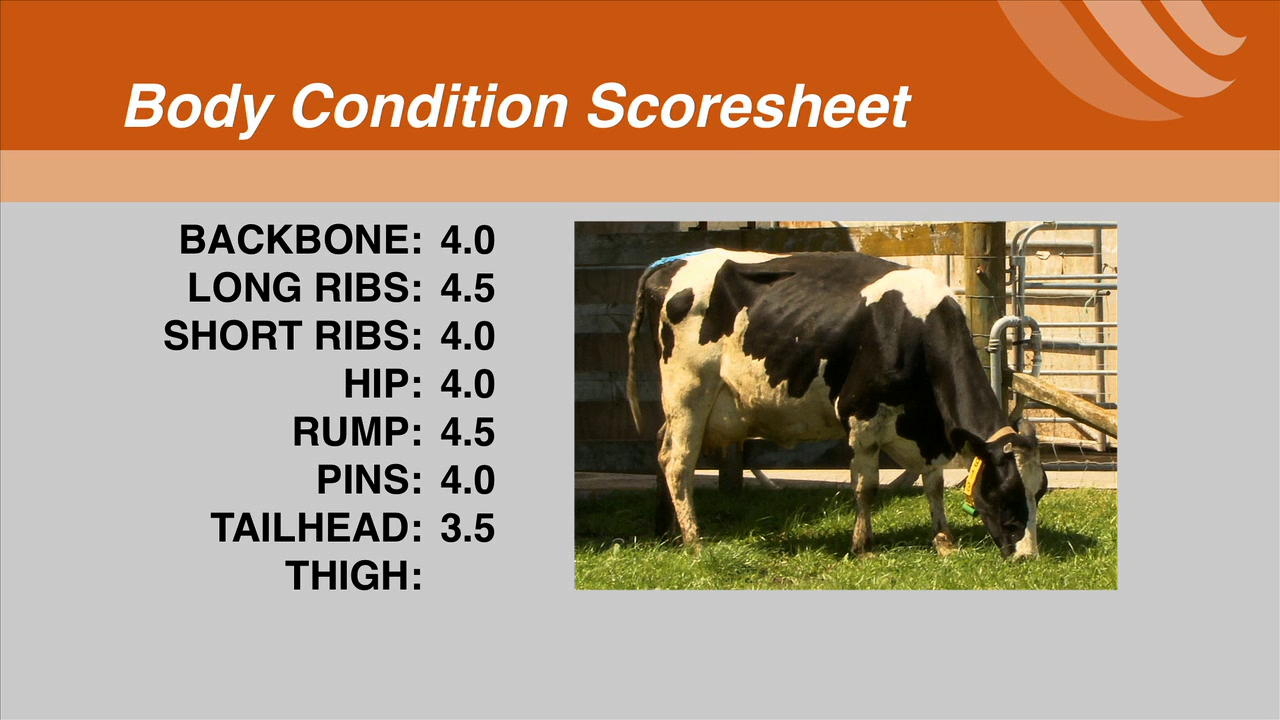 Body Condition Scoresheet
BACKBONE: 4.0
LONG RIBS: 4.5
SHORT RIBS: 4.0
HIP: 4.0
RUMP: 4.5
PINS: 4.0
TAILHEAD: 3.5
THIGH: